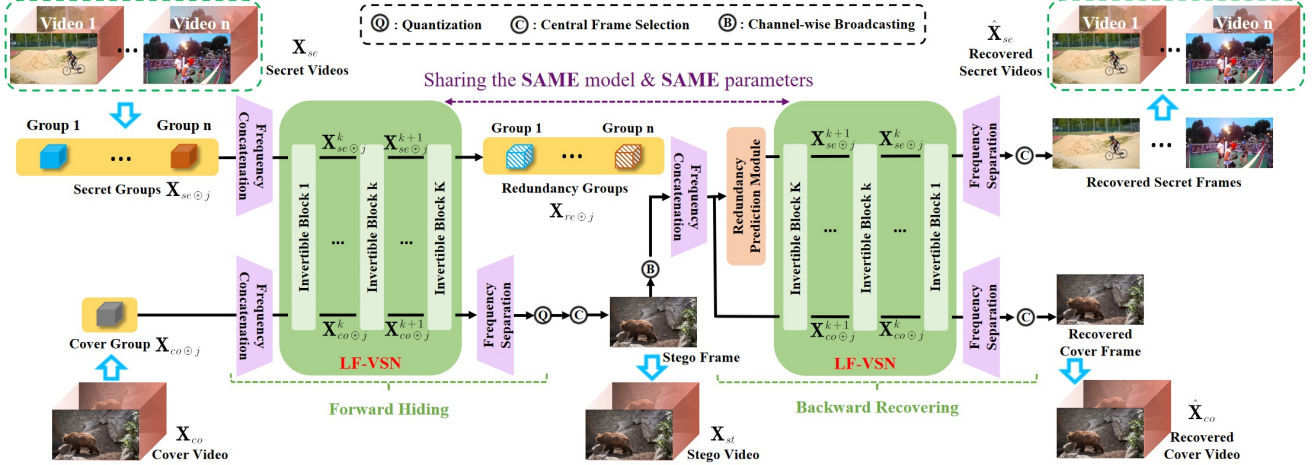 Video 1
Video n
...
X_se
Secret Videos
Q : Quantization
C : Central Frame Selection
B : Channel-wise Broadcasting
Video 1
Video n
...
X̂_se
Recovered
Secret Videos
Sharing the SAME model & SAME parameters
Group 1
Group n
...
Secret Groups X_se⊙j
Frequency
Concatenation
Invertible Block 1
X^k_se⊙j
X^k+1_se⊙j
...
Invertible Block k
...
Invertible Block K
X^k_co⊙j
X^k+1_co⊙j
LF-VSN
Group 1
Group n
...
Redundancy Groups
X_re⊙j
Frequency
Concatenation
Redundancy
Prediction Module
Invertible Block K
X^k+1_se⊙j
X^k_se⊙j
...
Invertible Block k
...
Invertible Block 1
X^k+1_co⊙j
X^k_co⊙j
LF-VSN
Frequency
Separation
C
...
Recovered Secret Frames
Cover Group X_co⊙j
Frequency
Concatenation
Frequency
Separation
Q
C
B
Stego Frame
Frequency
Separation
C
Recovered
Cover Frame
Forward Hiding
Backward Recovering
X_co
Cover Video
X_st
Stego Video
X̂_co
Recovered
Cover Video